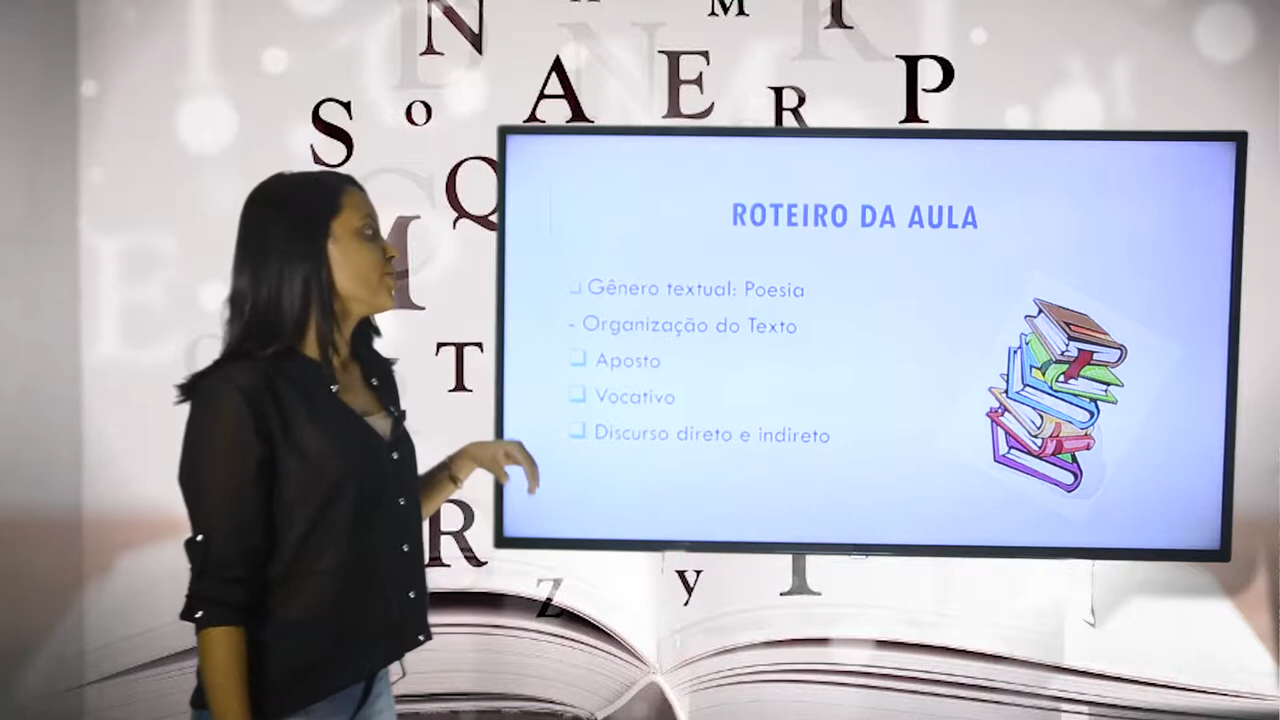 N M I
S o A E R P
Q
M
ROTEIRO DA AULA
Gênero textual: Poesia
- Organização do Texto
Aposto
T
Vocativo
Discurso direto e indireto
R
z y I